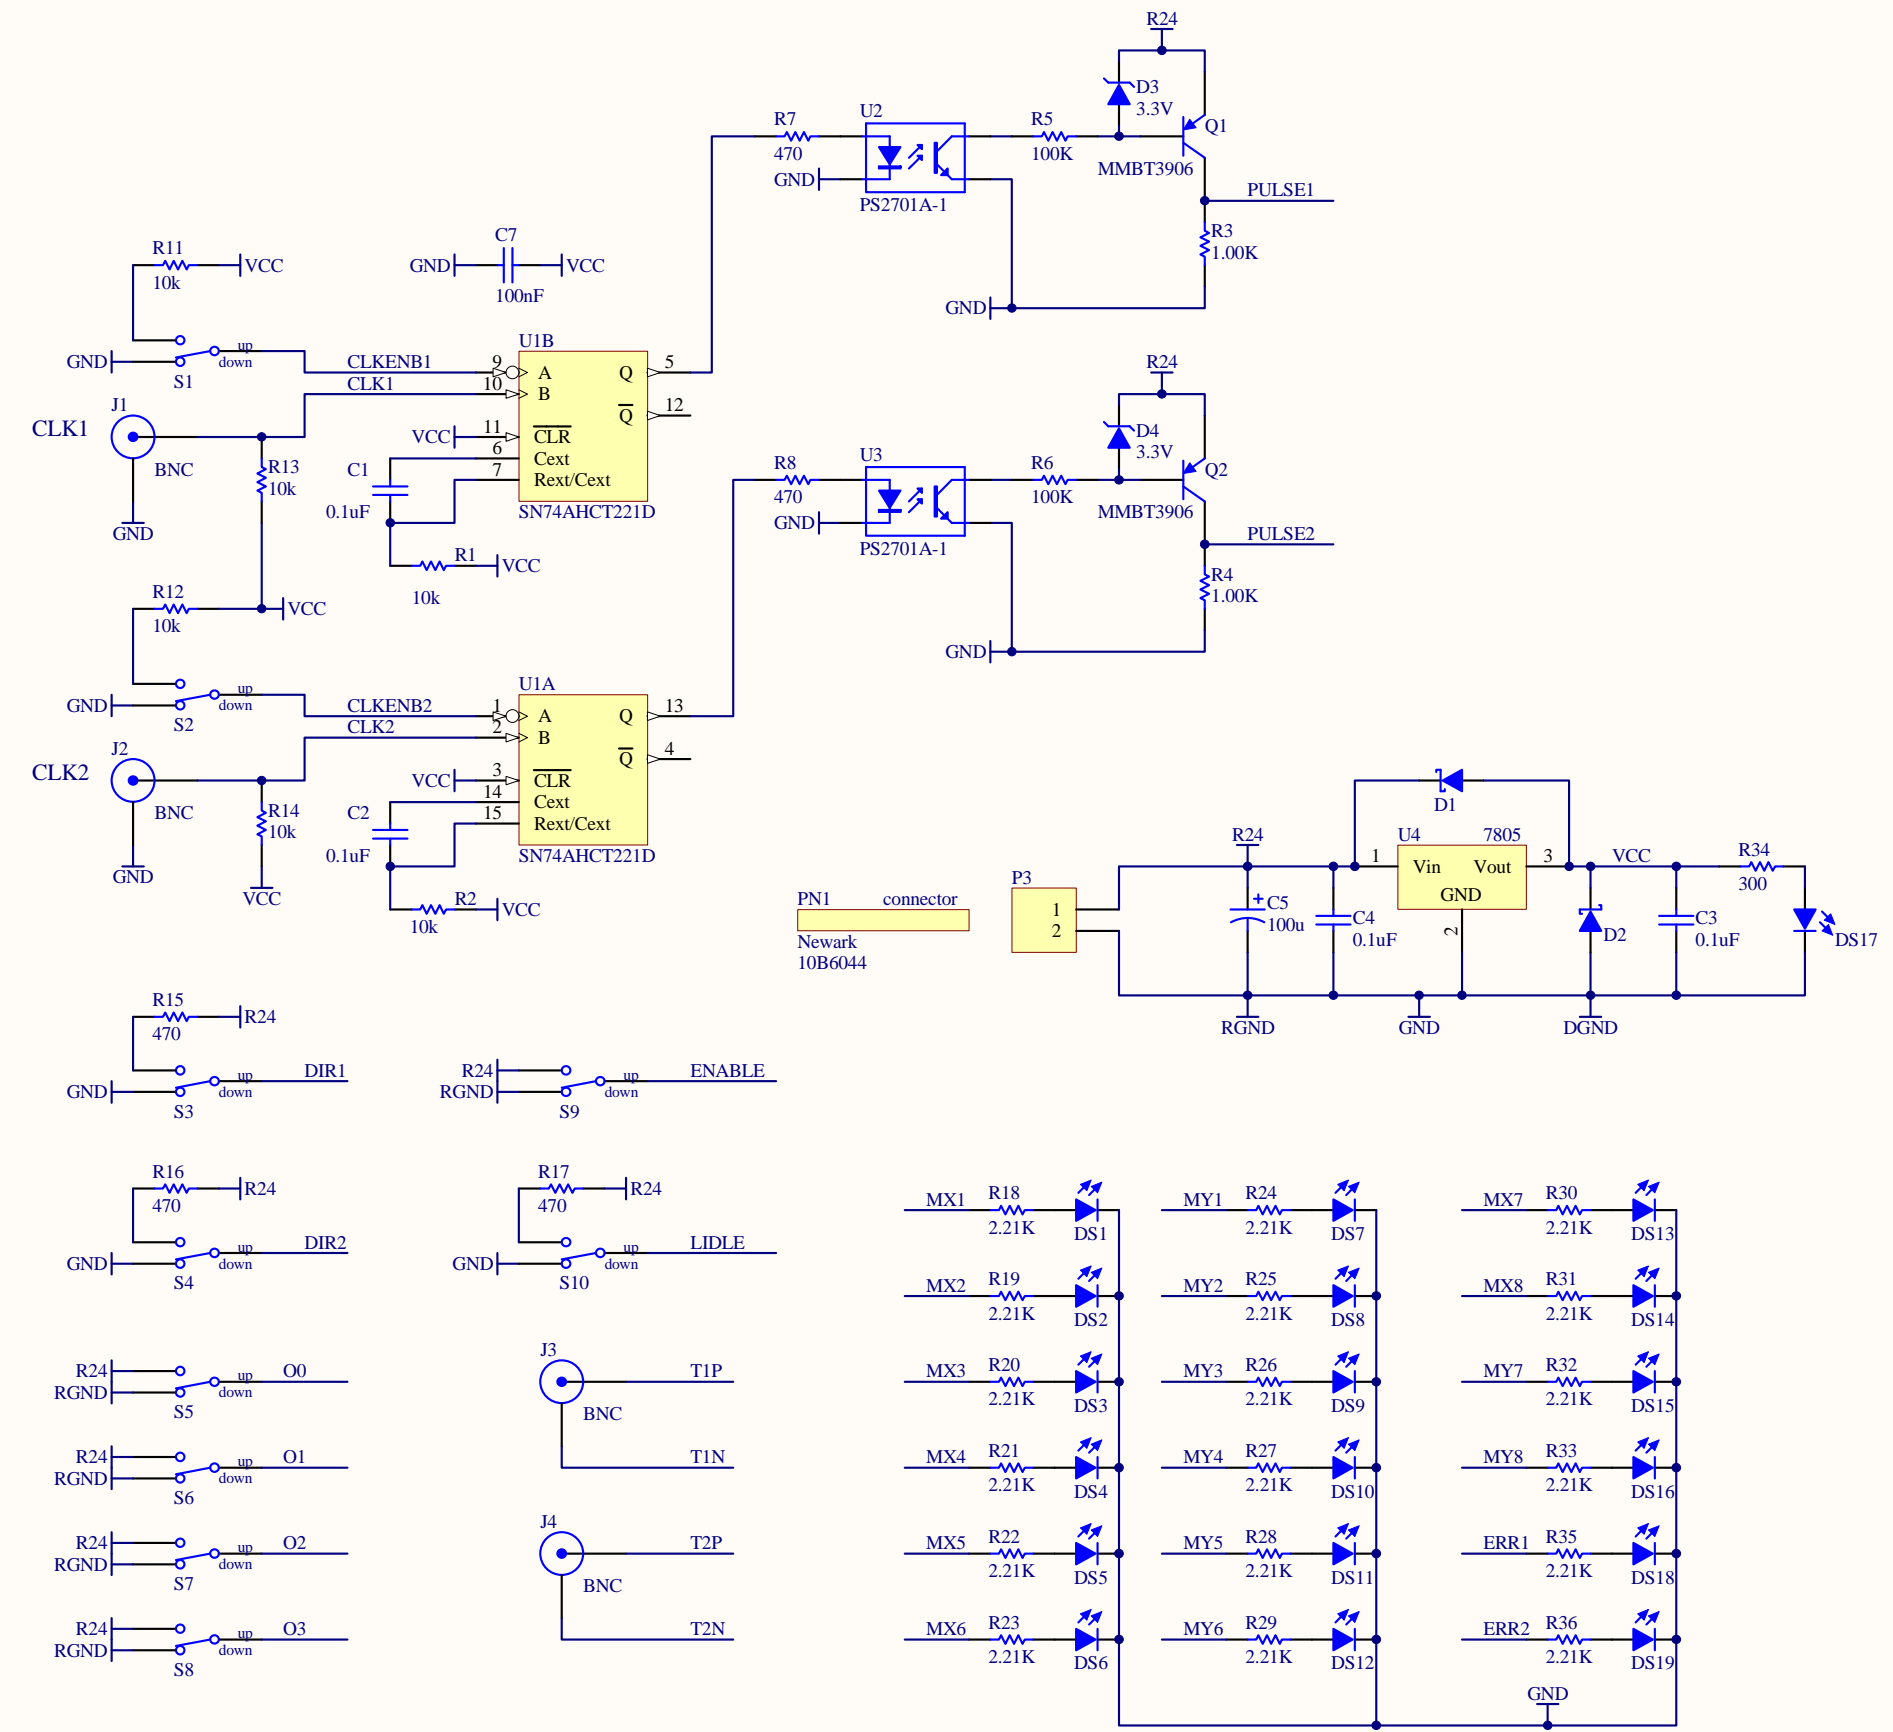 R24
D3
3.3V
R7
470
U2
R5
100K
Q1
MMBT3906
GND
PS2701A-1
PULSE1
R3
1.00K
GND
R11
10k
VCC
C7
GND
VCC
100nF
GND
up
down
S1
CLKENB1
CLK1
U1B
9
10
A
B
Q
5
Q
12
VCC
11
CLR
6
Cext
7
Rext/Cext
SN74AHCT221D
CLK1
J1
BNC
GND
R13
10k
C1
0.1uF
R1
VCC
10k
R24
D4
3.3V
R8
470
U3
R6
100K
Q2
MMBT3906
GND
PS2701A-1
PULSE2
R4
1.00K
GND
R12
10k
VCC
GND
up
down
S2
CLKENB2
CLK2
U1A
1
2
A
B
Q
13
Q
4
VCC
3
CLR
14
Cext
15
Rext/Cext
SN74AHCT221D
CLK2
J2
BNC
GND
R14
10k
VCC
C2
0.1uF
R2
VCC
10k
PN1 connector
Newark
10B6044
P3
1
2
R24
C5
100u
C4
0.1uF
D1
U4 7805
1
Vin Vout
3
GND
2
VCC
D2
C3
0.1uF
R34
300
DS17
RGND
GND
DGND
R15
470
R24
GND
up
down
S3
DIR1
R24
RGND
up
down
S9
ENABLE
R16
470
R24
GND
up
down
S4
DIR2
R17
470
R24
GND
up
down
S10
LIDLE
R24
RGND
up
down
S5
O0
R24
RGND
up
down
S6
O1
R24
RGND
up
down
S7
O2
R24
RGND
up
down
S8
O3
J3
BNC
T1P
T1N
J4
BNC
T2P
T2N
MX1
R18
2.21K
DS1
MX2
R19
2.21K
DS2
MX3
R20
2.21K
DS3
MX4
R21
2.21K
DS4
MX5
R22
2.21K
DS5
MX6
R23
2.21K
DS6
MY1
R24
2.21K
DS7
MY2
R25
2.21K
DS8
MY3
R26
2.21K
DS9
MY4
R27
2.21K
DS10
MY5
R28
2.21K
DS11
MY6
R29
2.21K
DS12
MX7
R30
2.21K
DS13
MX8
R31
2.21K
DS14
MY7
R32
2.21K
DS15
MY8
R33
2.21K
DS16
ERR1
R35
2.21K
DS18
ERR2
R36
2.21K
DS19
GND